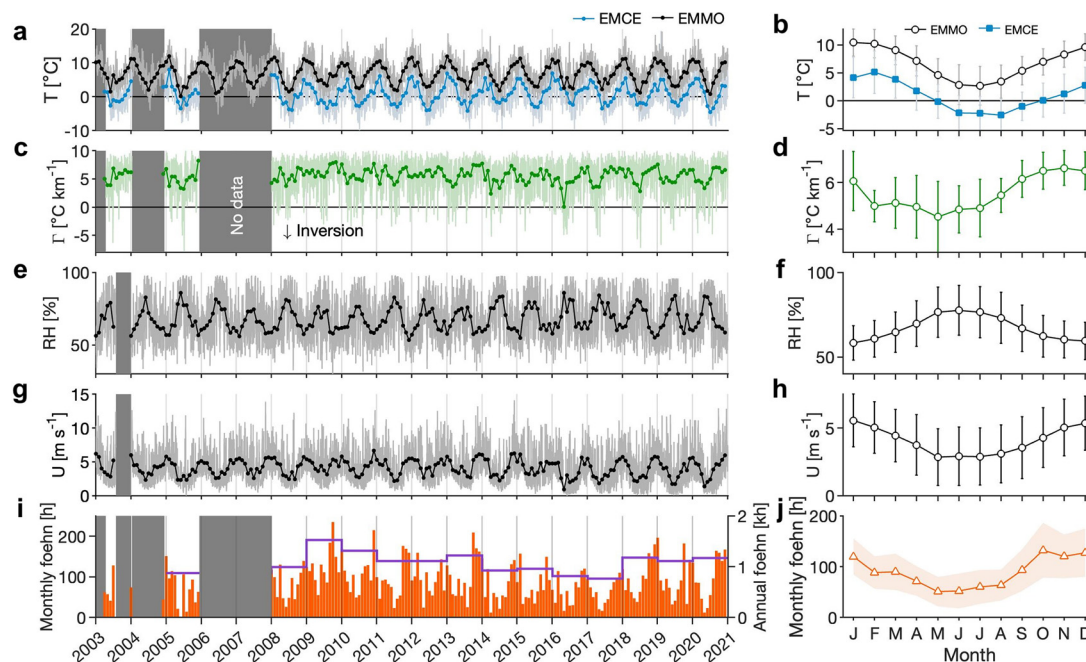 EMCE EMMO
a
T [°C]
20
10
0
-10
b
EMMO EMCE
T [°C]
10
5
0
-5
c
Γ [°C km⁻¹]
10
5
0
-5
No data
↓ Inversion
d
Γ [°C km⁻¹]
6
4
e
RH [%]
100
50
f
RH [%]
100
50
g
U [m s⁻¹]
15
10
5
0
h
U [m s⁻¹]
5
0
i
Monthly foehn [h]
200
100
0
2
1
0
Annual foehn [kh]
2003 2004 2005 2006 2007 2008 2009 2010 2011 2012 2013 2014 2015 2016 2017 2018 2019 2020 2021
j
Monthly foehn [h]
200
100
0
J F M A M J J A S O N D
Month